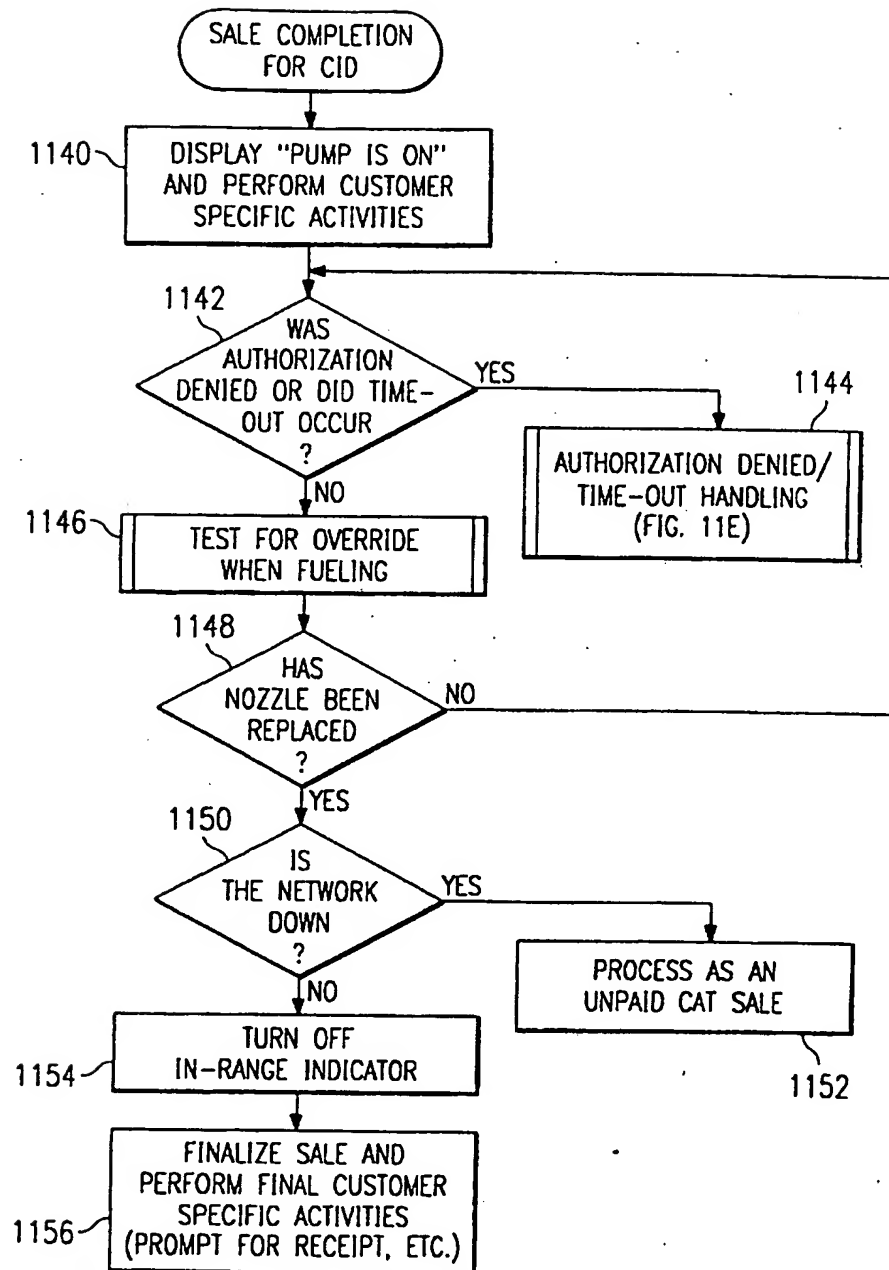 SALE COMPLETION
FOR CID
1140
DISPLAY "PUMP IS ON"
AND PERFORM CUSTOMER
SPECIFIC ACTIVITIES
1142
WAS
AUTHORIZATION
DENIED OR DID TIME-
OUT OCCUR
?
YES
1144
AUTHORIZATION DENIED/
TIME-OUT HANDLING
(FIG. 11E)
NO
1146
TEST FOR OVERRIDE
WHEN FUELING
1148
HAS
NOZZLE BEEN
REPLACED
?
NO
YES
1150
IS
THE NETWORK
DOWN
?
YES
PROCESS AS AN
UNPAID CAT SALE
1152
NO
TURN OFF
IN-RANGE INDICATOR
1154
FINALIZE SALE AND
PERFORM FINAL CUSTOMER
SPECIFIC ACTIVITIES
(PROMPT FOR RECEIPT, ETC.)
1156